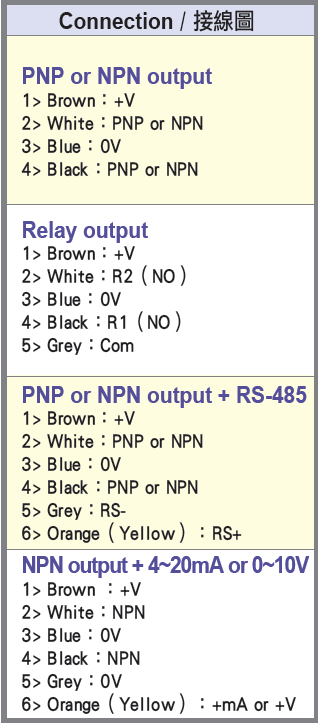 Connection / 接線圖
PNP or NPN output
1> Brown：+V
2> White：PNP or NPN
3> Blue：0V
4> Black：PNP or NPN
Relay output
1> Brown：+V
2> White：R2（NO）
3> Blue：0V
4> Black：R1（NO）
5> Grey：Com
PNP or NPN output + RS-485
1> Brown：+V
2> White：PNP or NPN
3> Blue：0V
4> Black：PNP or NPN
5> Grey：RS-
6> Orange（Yellow）：RS+
NPN output + 4~20mA or 0~10V
1> Brown ：+V
2> White：NPN
3> Blue：0V
4> Black：NPN
5> Grey：0V
6> Orange（Yellow）：+mA or +V